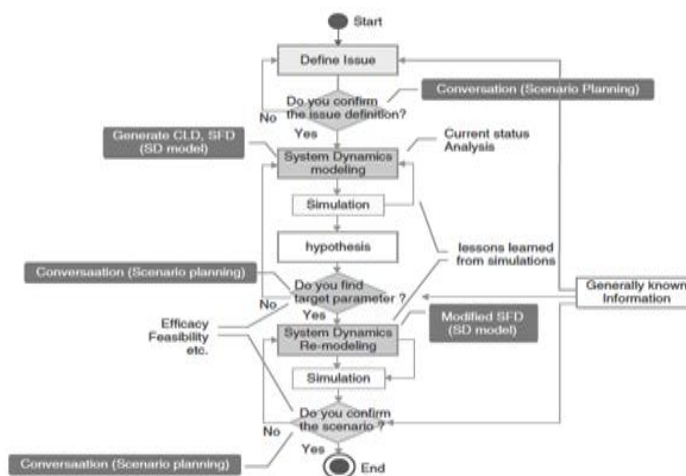 Start
Define Issue
Conversation (Scenario Planning)
Do you confirm
the issue definition?
No
Yes
Generate CLD, SFD
(SD model)
Current status
Analysis
System Dynamics
modeling
Simulation
hypothesis
lessons learned
from simulations
Conversaation (Scenario planning)
Do you find
target parameter ?
No
Yes
Generally known
Information
Efficacy
Feasibility
etc.
System Dynamics
Re-modeling
Modified SFD
(SD model)
Simulation
Do you confirm
the scenario ?
No
Yes
Conversaation (Scenario planning)
End